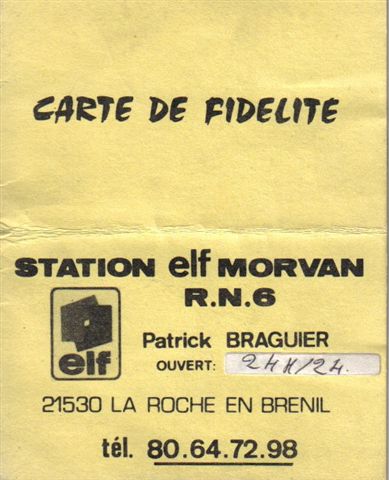 CARTE DE FIDELITE
STATION elf MORVAN
R.N.6
elf
Patrick BRAGUIER
OUVERT: 24H/24.
21530 LA ROCHE EN BRENIL
tél. 80.64.72.98